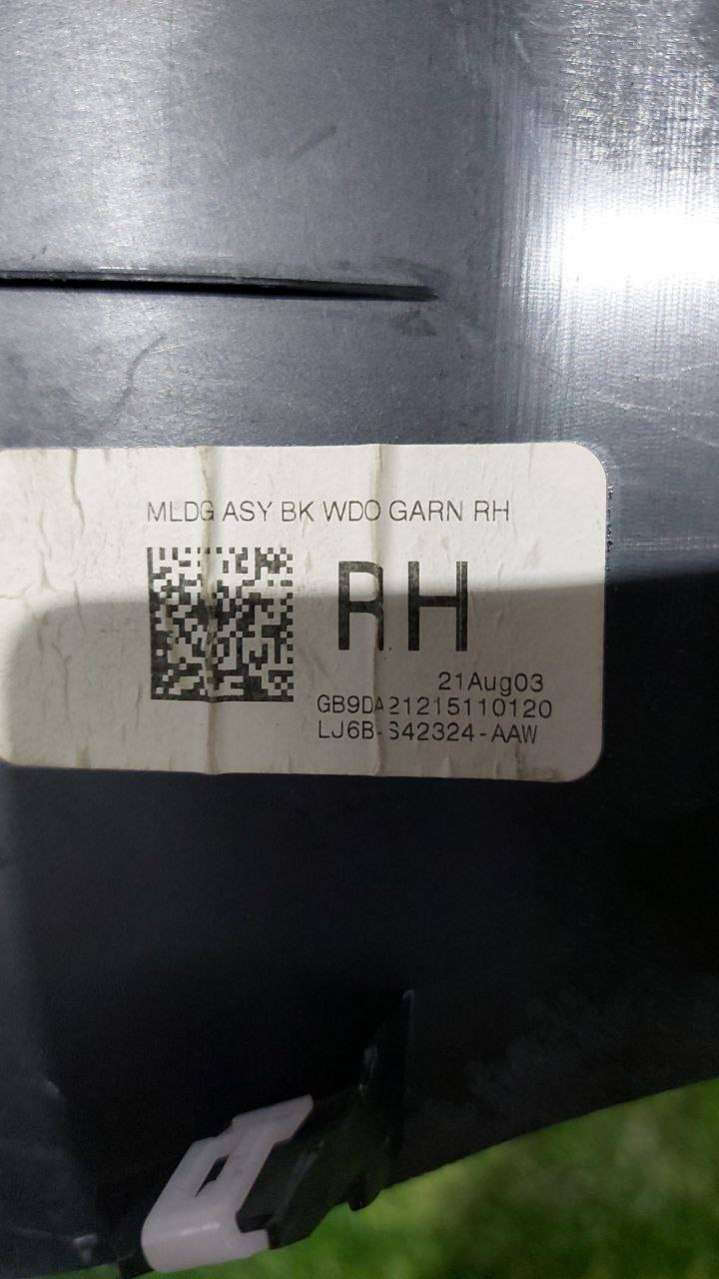 MLDG ASY BK WDO GARN RH
RH
21Aug03
GB9DA21215110120
LJ6B-S42324-AAW